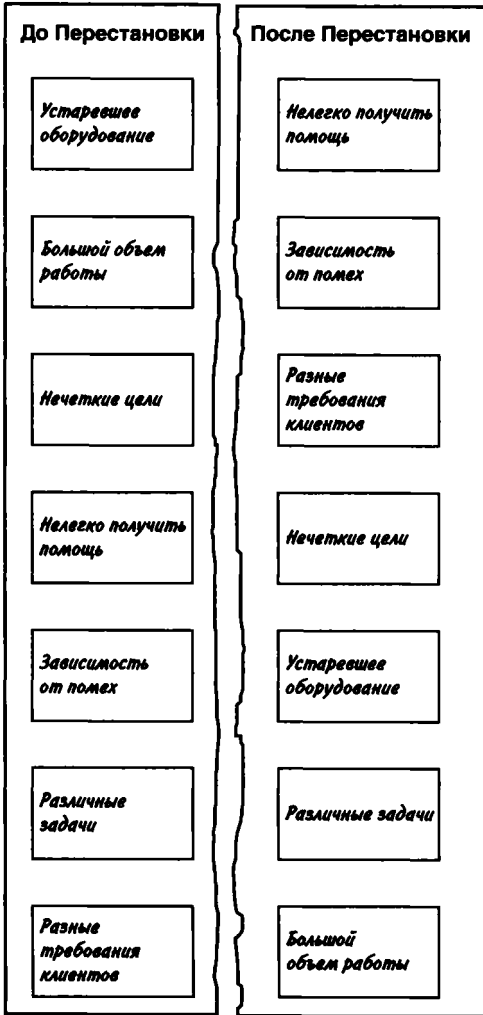 До Перестановки
Устаревшее
оборудование
Большой объем
работы
Нечеткие цели
Нелегко получить
помощь
Зависимость
от помех
Различные
задачи
Разные
требования
клиентов
После Перестановки
Нелегко получить
помощь
Зависимость
от помех
Разные
требования
клиентов
Нечеткие цели
Устаревшее
оборудование
Различные задачи
Большой
объем работы